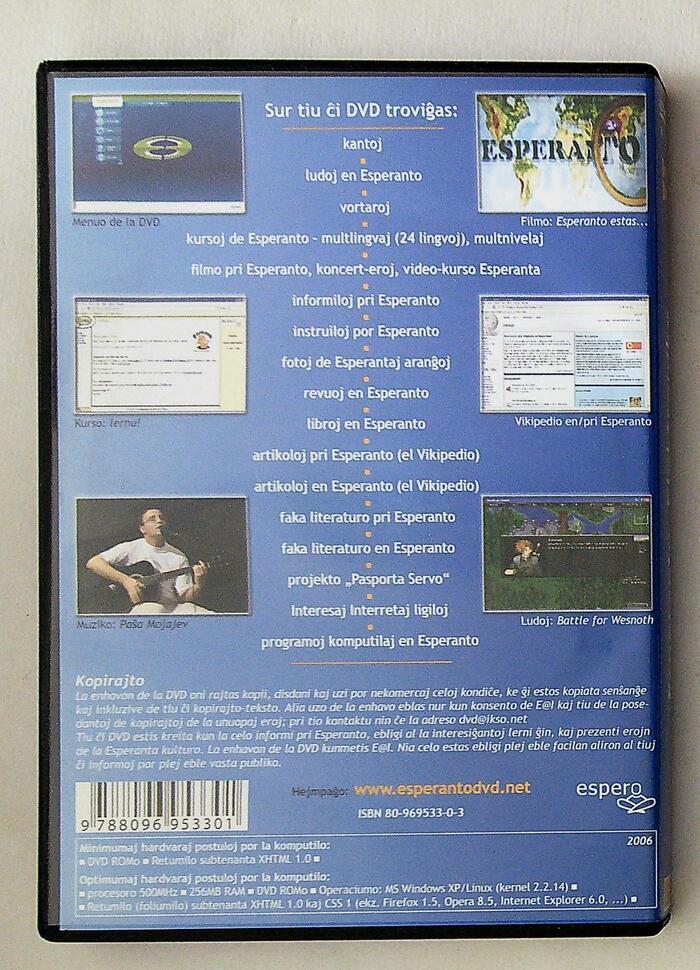 Sur tiu ĉi DVD troviĝas:
kantoj
ludoj en Esperanto
vortaroj
kursoj de Esperanto - multlingvaj (24 lingvoj), multnivelaj
filmo pri Esperanto, koncert-eroj, video-kurso Esperanta
informiloj pri Esperanto
instruiloj por Esperanto
fotoj de Esperantaj aranĝoj
revuoj en Esperanto
libroj en Esperanto
artikoloj pri Esperanto (el Vikipedio)
artikoloj en Esperanto (el Vikipedio)
faka literaturo pri Esperanto
faka literaturo en Esperanto
projekto „Pasporta Servo“
Interesaj Interretaj ligiloj
programoj komputilaj en Esperanto
Menuo de la DVD
ESPERANTO
Filmo: Esperanto estas...
Kurso: lernu!
Vikipedio en/pri Esperanto
Muziko: Paŝa Mojajev
Ludoj: Battle for Wesnoth
Kopirajto
La enhavon de la DVD oni rajtas kopii, disdoni kaj uzi por nekomercaj celoj kondiĉe, ke ĝi estos kopiata senŝanĝe
kaj inkluzive de tiu ĉi kopirajto-teksto. Alia uzo de la enhavo eblas nur kun konsento de E@I kaj tiu de la pose-
dantoj de kopirajtoj de la unuopaj eroj; pri tio kontaktu nin ĉe la adreso dvd@ikso.net
Tiu ĉi DVD estis kreita kun la celo informi pri Esperanto, ebligi al la interesiĝantoj lerni ĝin, kaj prezenti erojn
de la Esperanta kulturo. La enhavon de la DVD kunmetis E@I. Nia celo estas ebligi plej eble facilan aliron al tiuj
ĉi informoj por plej eble vasta publiko.
Hejmpaĝo: www.esperantodvd.net
espero
ISBN 80-969533-0-3
9 788096 953301
2006
Minimumaj hardvaraj postuloj por la komputilo:
▪ DVD ROMo ▪ Retumilo subtenanta XHTML 1.0 ▪
Optimumaj hardvaraj postuloj por la komputilo:
▪ procesoro 500MHz ▪ 256MB RAM ▪ DVD ROMo ▪ Operaciumo: MS Windows XP/Linux (kernel 2.2.14) ▪
▪ Retumilo (foliumilo) subtenanta XHTML 1.0 kaj CSS 1 (ekz. Firefox 1.5, Opera 8.5, Internet Explorer 6.0, ...) ▪